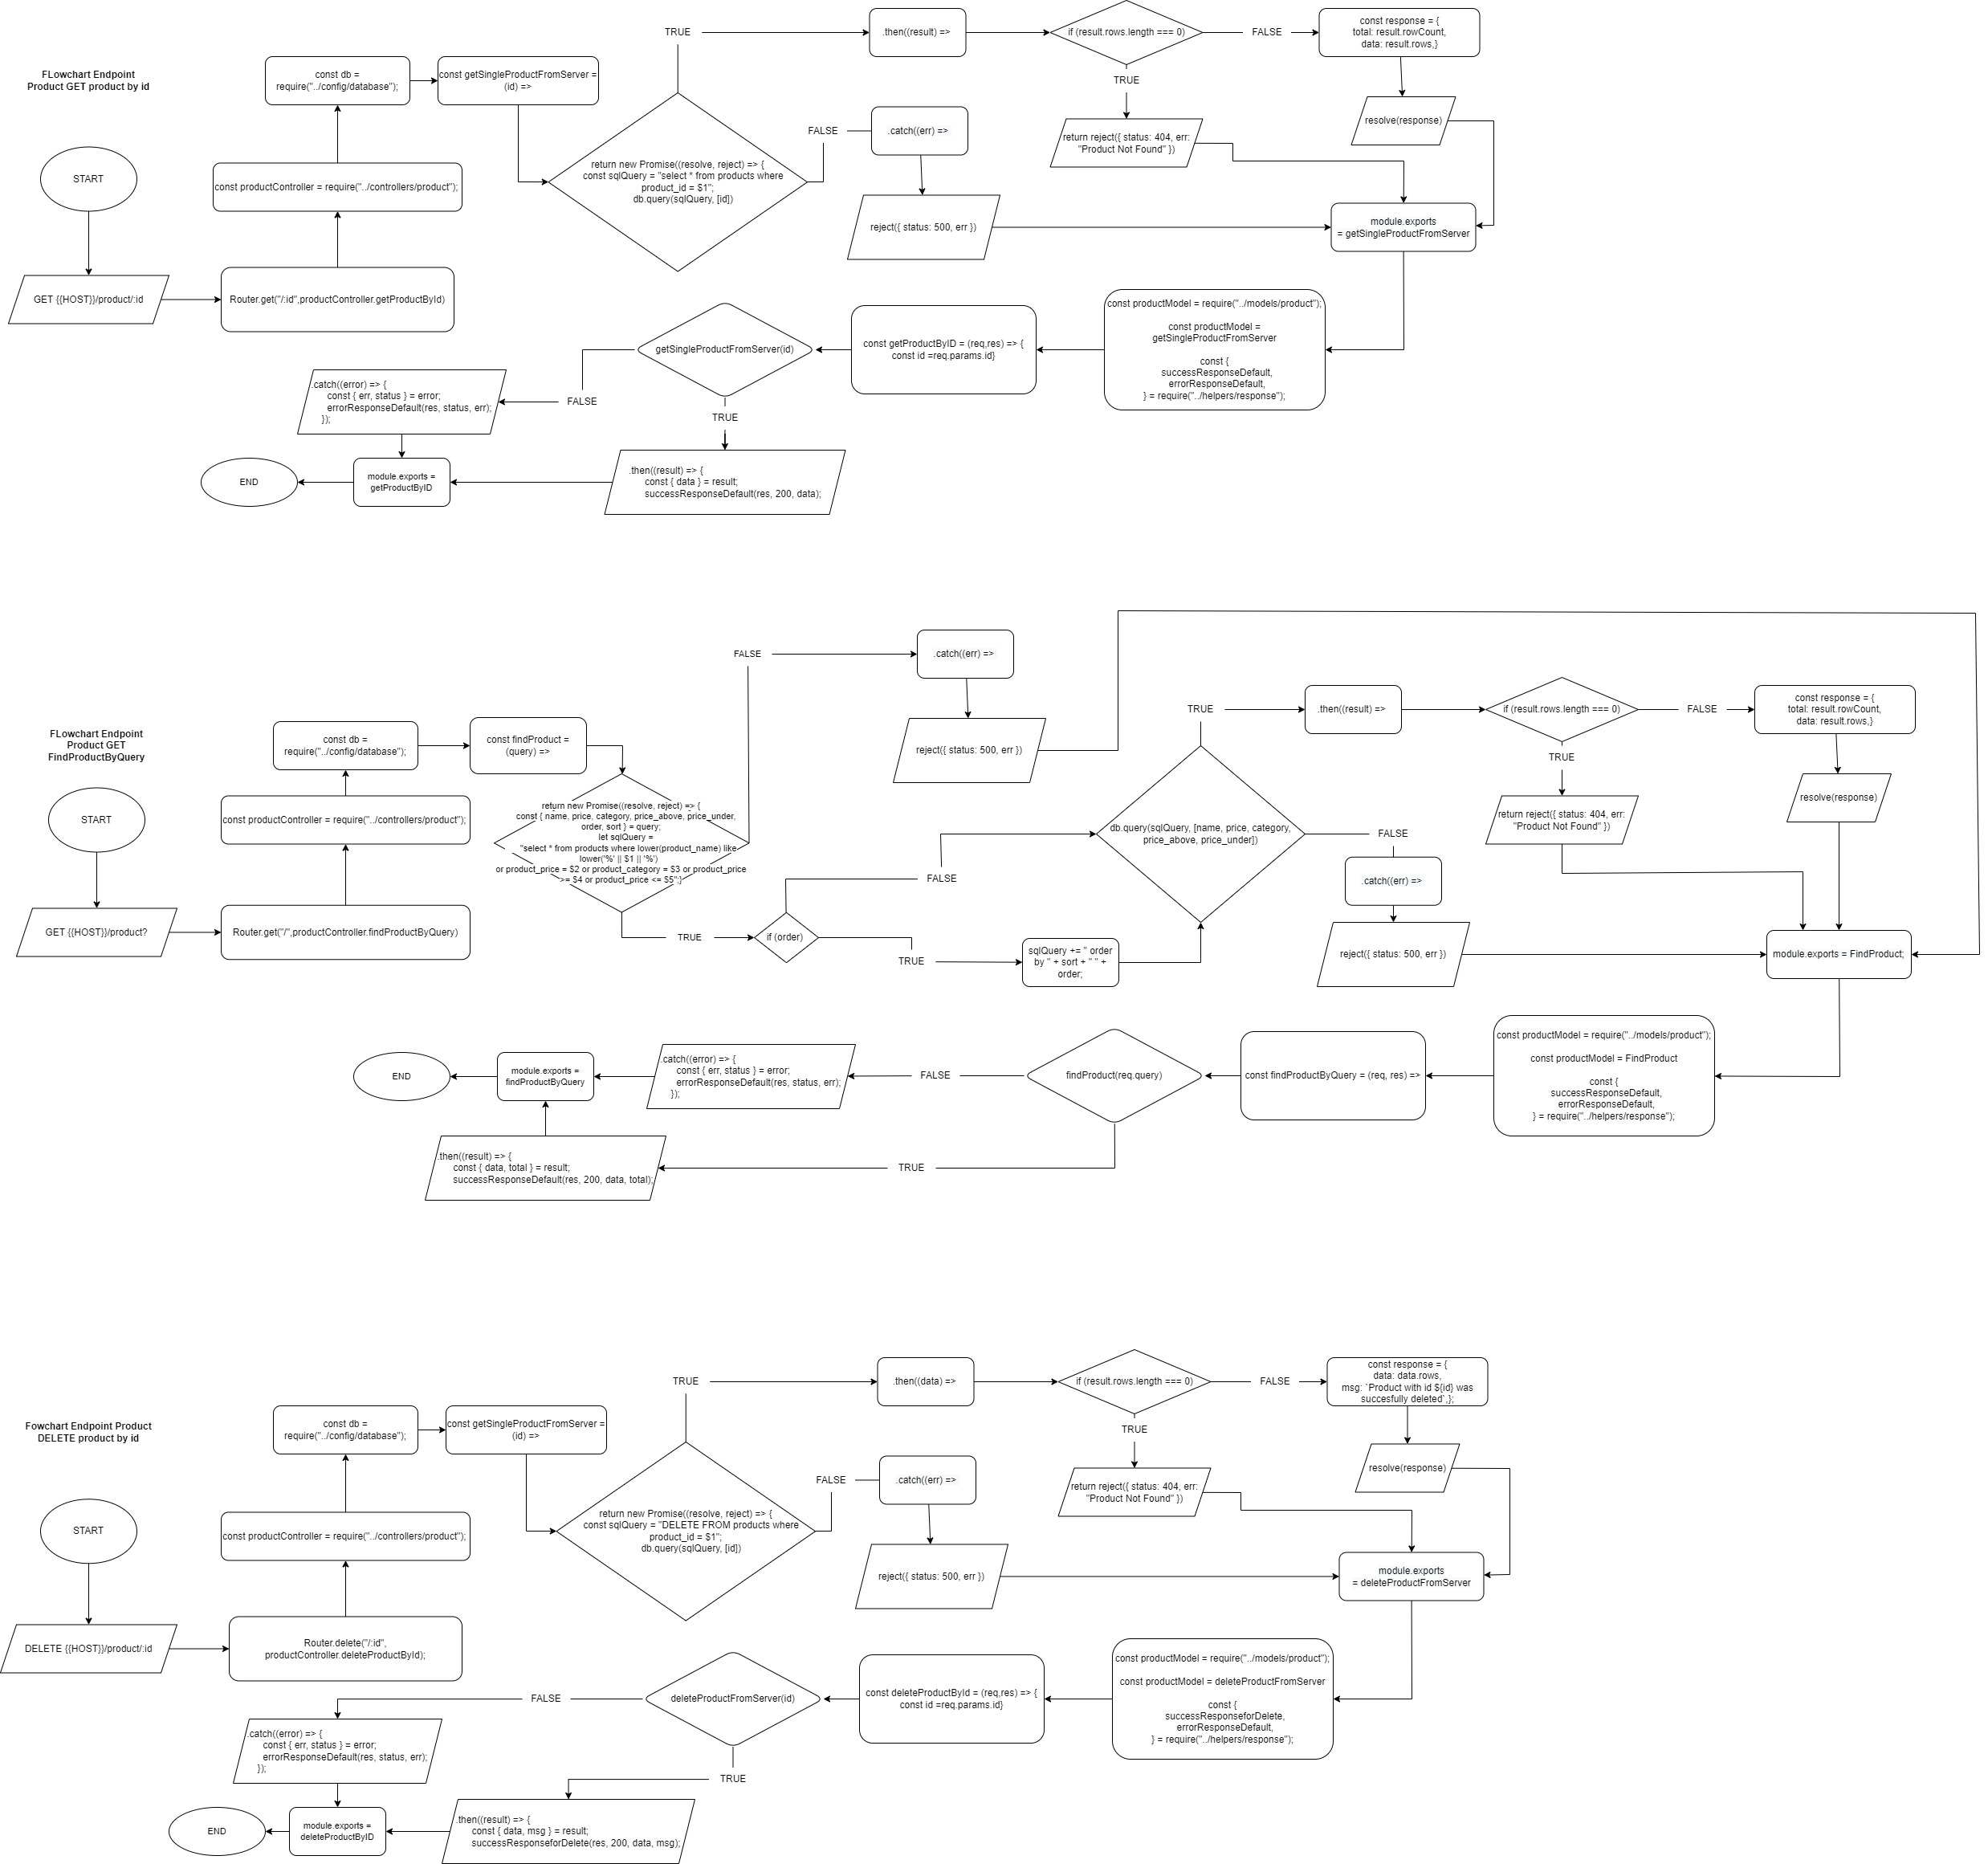 FLowchart Endpoint
Product GET product by id
START
GET {{HOST}}/product/:id
Router.get("/:id",productController.getProductById)
const productController = require("../controllers/product");
const db =
require("../config/database");
const getSingleProductFromServer =
(id) =>
return new Promise((resolve, reject) => {
const sqlQuery = "select * from products where
product_id = $1";
db.query(sqlQuery, [id])
TRUE
.then((result) =>
if (result.rows.length === 0)
FALSE
const response = {
total: result.rowCount,
data: result.rows,}
TRUE
return reject({ status: 404, err:
"Product Not Found" })
resolve(response)
FALSE
.catch((err) =>
reject({ status: 500, err })
module.exports
= getSingleProductFromServer
const productModel = require("../models/product");
const productModel =
getSingleProductFromServer
const {
successResponseDefault,
errorResponseDefault,
} = require("../helpers/response");
const getProductByID = (req,res) => {
const id =req.params.id}
getSingleProductFromServer(id)
FALSE
.catch((error) => {
const { err, status } = error;
errorResponseDefault(res, status, err);
});
TRUE
.then((result) => {
const { data } = result;
successResponseDefault(res, 200, data);
module.exports =
getProductByID
END
FLowchart Endpoint
Product GET
FindProductByQuery
START
GET {{HOST}}/product?
Router.get("/",productController.findProductByQuery)
const productController = require("../controllers/product");
const db =
require("../config/database");
const findProduct =
(query) =>
return new Promise((resolve, reject) => {
const { name, price, category, price_above, price_under,
order, sort } = query;
let sqlQuery =
"select * from products where lower(product_name) like
lower('%' || $1 || '%')
or product_price = $2 or product_category = $3 or product_price
>= $4 or product_price <= $5";}
FALSE
.catch((err) =>
reject({ status: 500, err })
TRUE
if (order)
FALSE
TRUE
sqlQuery += " order
by " + sort + " " +
order;
db.query(sqlQuery, [name, price, category,
price_above, price_under])
TRUE
.then((result) =>
if (result.rows.length === 0)
FALSE
const response = {
total: result.rowCount,
data: result.rows,}
TRUE
return reject({ status: 404, err:
"Product Not Found" })
resolve(response)
FALSE
.catch((err) =>
reject({ status: 500, err })
module.exports = FindProduct;
const productModel = require("../models/product");
const productModel = FindProduct
const {
successResponseDefault,
errorResponseDefault,
} = require("../helpers/response");
const findProductByQuery = (req, res) =>
findProduct(req.query)
FALSE
.catch((error) => {
const { err, status } = error;
errorResponseDefault(res, status, err);
});
module.exports =
findProductByQuery
END
TRUE
.then((result) => {
const { data, total } = result;
successResponseDefault(res, 200, data, total);
Fowchart Endpoint Product
DELETE product by id
START
DELETE {{HOST}}/product/:id
Router.delete("/:id",
productController.deleteProductById);
const productController = require("../controllers/product");
const db =
require("../config/database");
const getSingleProductFromServer =
(id) =>
return new Promise((resolve, reject) => {
const sqlQuery = "DELETE FROM products where
product_id = $1";
db.query(sqlQuery, [id])
TRUE
.then((data) =>
if (result.rows.length === 0)
FALSE
const response = {
data: data.rows,
msg: `Product with id ${id} was
succesfully deleted`,};
TRUE
return reject({ status: 404, err:
"Product Not Found" })
resolve(response)
FALSE
.catch((err) =>
reject({ status: 500, err })
module.exports
= deleteProductFromServer
const productModel = require("../models/product");
const productModel = deleteProductFromServer
const {
successResponseforDelete,
errorResponseDefault,
} = require("../helpers/response");
const deleteProductById = (req,res) => {
const id =req.params.id}
deleteProductFromServer(id)
FALSE
.catch((error) => {
const { err, status } = error;
errorResponseDefault(res, status, err);
});
TRUE
.then((result) => {
const { data, msg } = result;
successResponseforDelete(res, 200, data, msg);
module.exports =
deleteProductByID
END